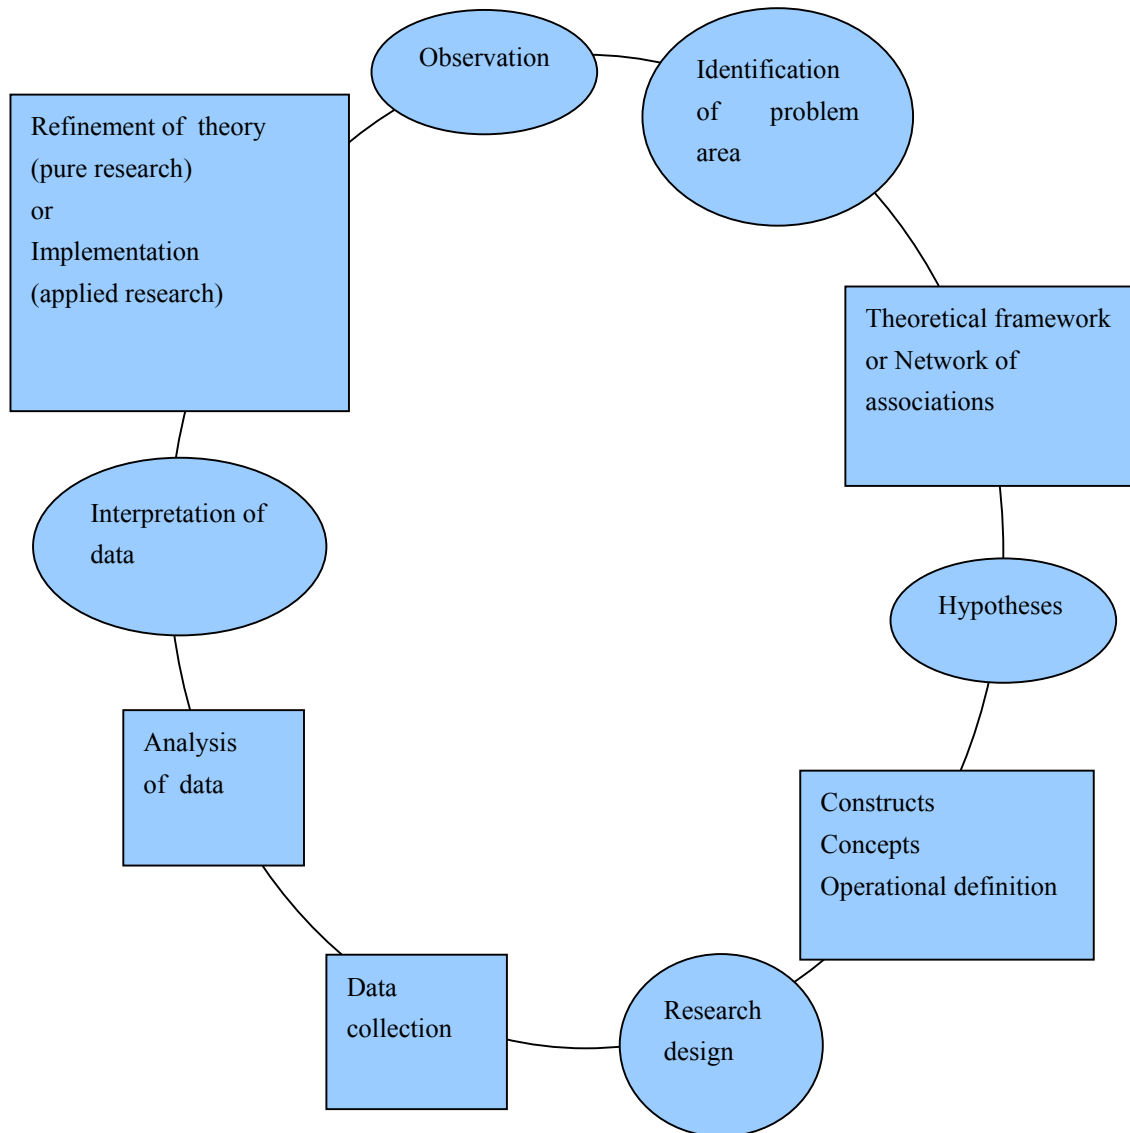 Observation
Identification
of problem
area
Refinement of theory
(pure research)
or
Implementation
(applied research)
Theoretical framework
or Network of
associations
Interpretation of
data
Hypotheses
Analysis
of data
Constructs
Concepts
Operational definition
Data
collection
Research
design